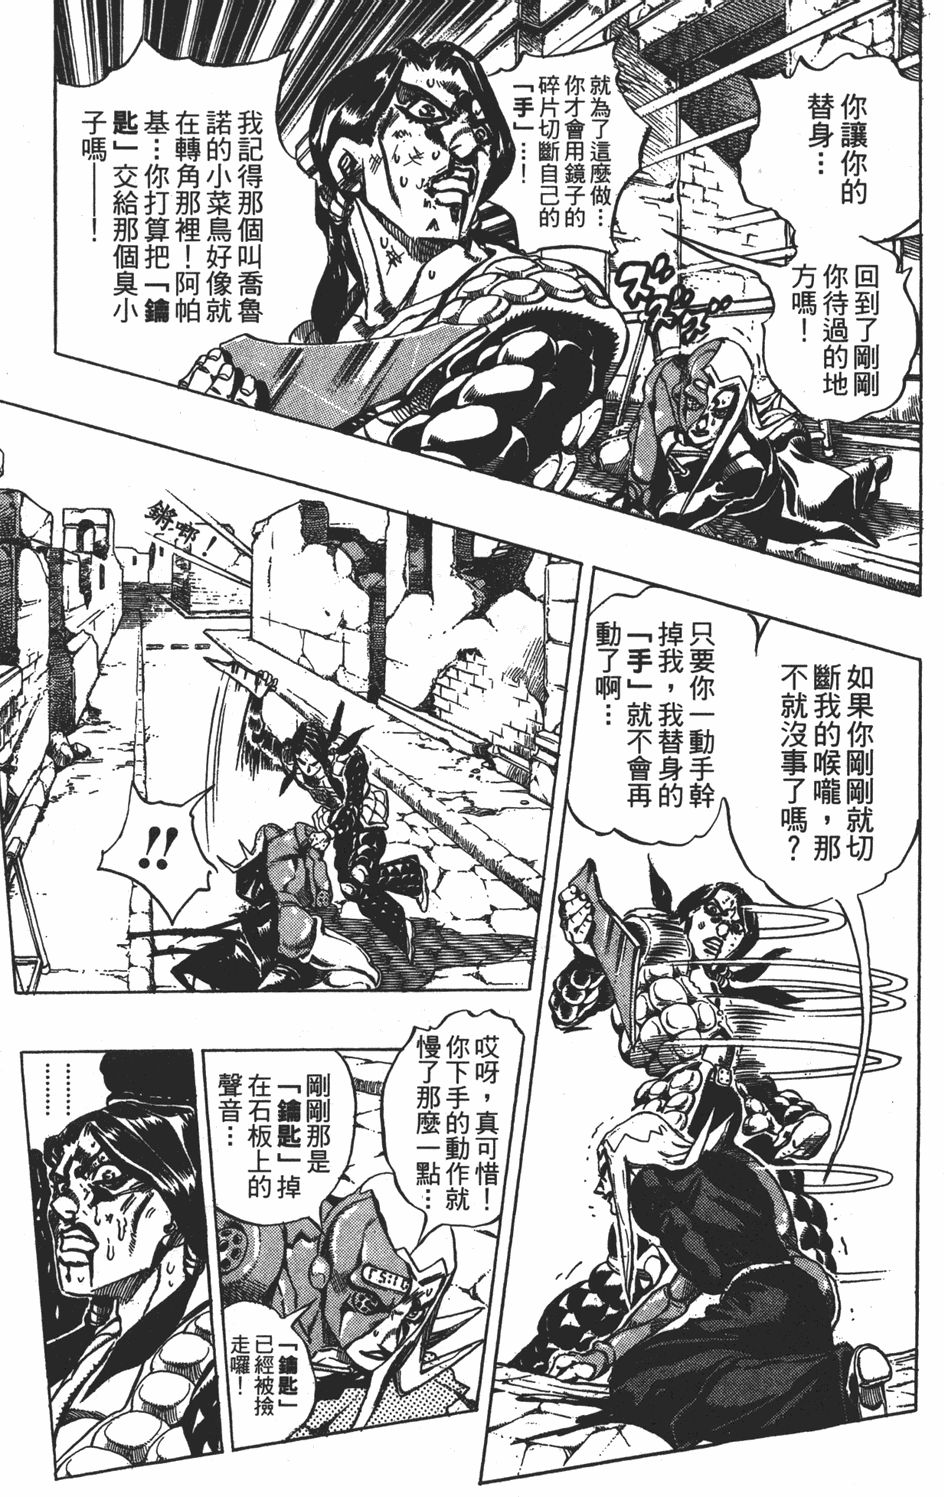 你讓你的
替身…
回到了剛剛
你待過的地
方嗎！
就為了這麼做…
你才會用鏡子的
碎片切斷自己的
「手」…！
ズズ
ズズ
我記得那個叫喬魯
諾的小菜鳥好像就
在轉角那裡！阿帕
基…你打算把「鑰
匙」交給那個臭小
子嗎——！
如果你剛剛就切
斷我的喉嚨，那
不就沒事了嗎？
只要你一動手幹
掉我，我替身的
「手」就不會再
動了啊…
鏘啷！
!!
哎呀，真可惜！
你下手的動作就
慢了那麼一點…
剛剛那是
「鑰匙」掉
在石板上的
聲音…
「鑰匙」
已經被撿
走囉！
………